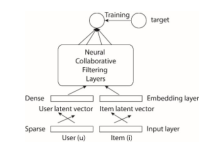 Training
target
Neural
Collaborative
Filtering
Layers
Dense
Embedding layer
User latent vector
Item latent vector
Sparse
Input layer
User (u)
Item (i)